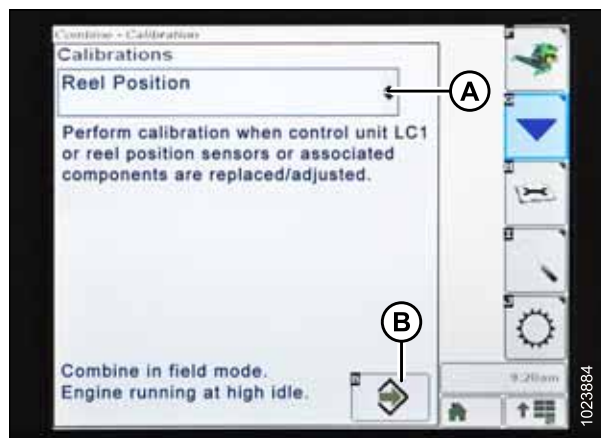 Combine - Calibration
Calibrations
Reel Position
A
Perform calibration when control unit LC1
or reel position sensors or associated
components are replaced/adjusted.
B
Combine in field mode.
Engine running at high idle.
9:20am
1023884